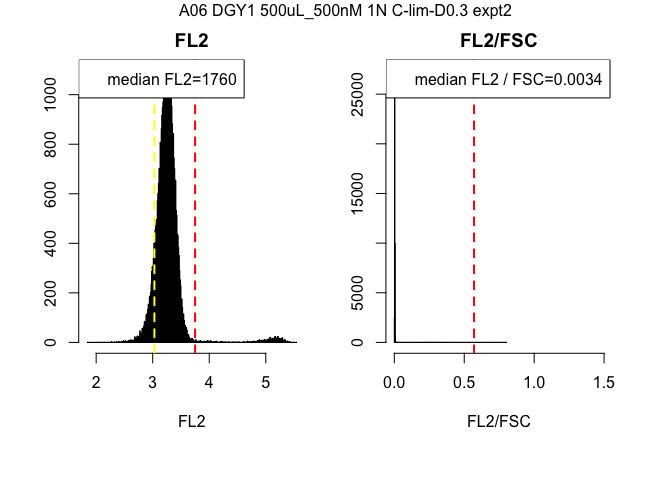 A06 DGY1 500uL_500nM 1N C-lim-D0.3 expt2
FL2
median FL2=1760
0
200
400
600
800
1000
2
3
4
5
FL2
FL2/FSC
median FL2 / FSC=0.0034
0
5000
15000
25000
0.0
0.5
1.0
1.5
FL2/FSC